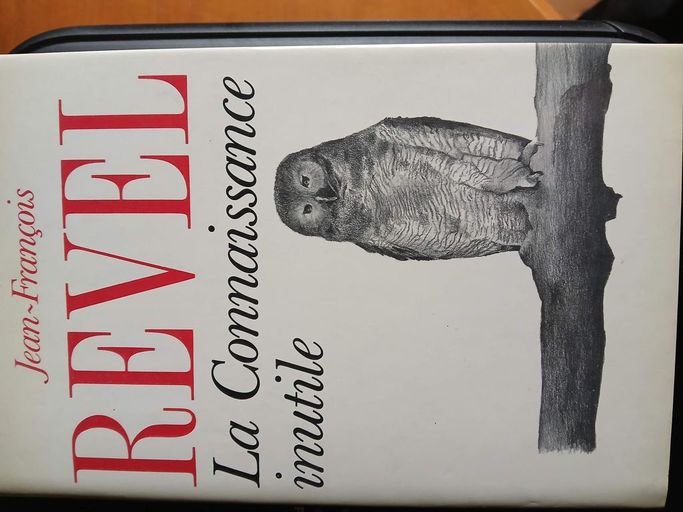 Jean~François
REVEL
La Connaissance
inutile